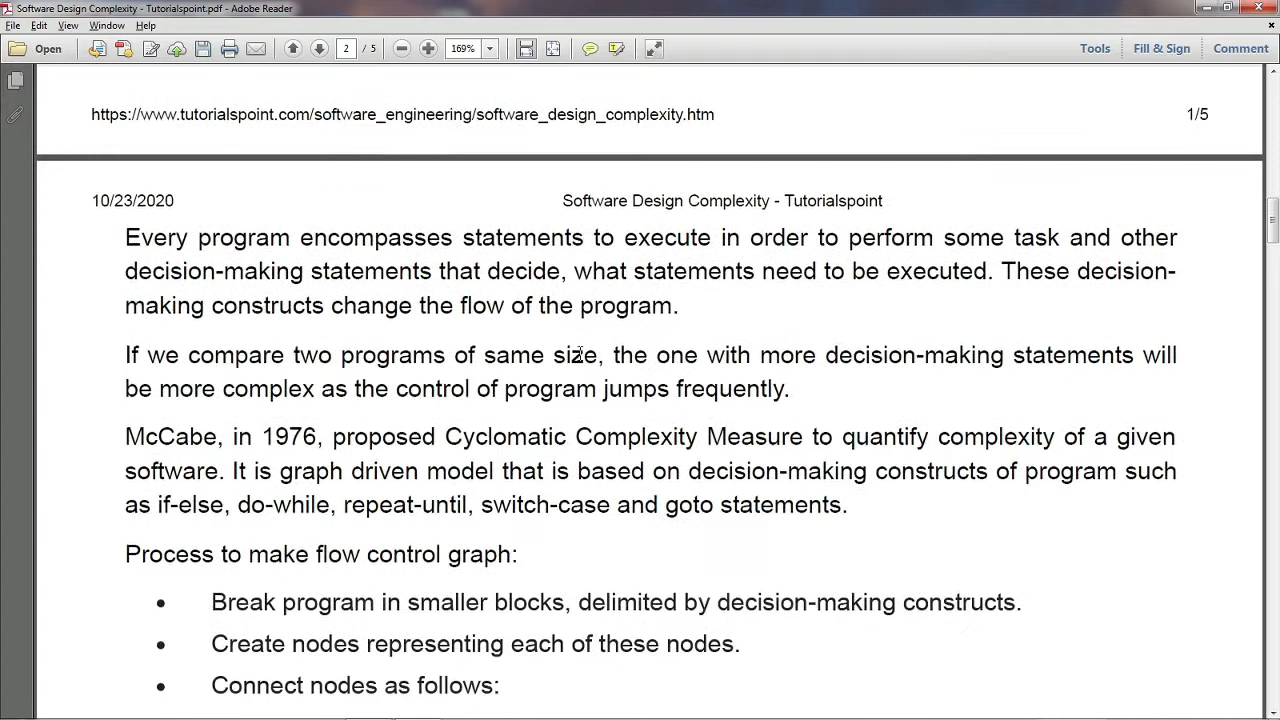 Software Design Complexity - Tutorialspoint.pdf - Adobe Reader
File Edit View Window Help
Open 2 / 5 169% Tools Fill & Sign Comment
https://www.tutorialspoint.com/software_engineering/software_design_complexity.htm 1/5
10/23/2020 Software Design Complexity - Tutorialspoint
Every program encompasses statements to execute in order to perform some task and other
decision-making statements that decide, what statements need to be executed. These decision-
making constructs change the flow of the program.
If we compare two programs of same size, the one with more decision-making statements will
be more complex as the control of program jumps frequently.
McCabe, in 1976, proposed Cyclomatic Complexity Measure to quantify complexity of a given
software. It is graph driven model that is based on decision-making constructs of program such
as if-else, do-while, repeat-until, switch-case and goto statements.
Process to make flow control graph:
• Break program in smaller blocks, delimited by decision-making constructs.
• Create nodes representing each of these nodes.
• Connect nodes as follows: